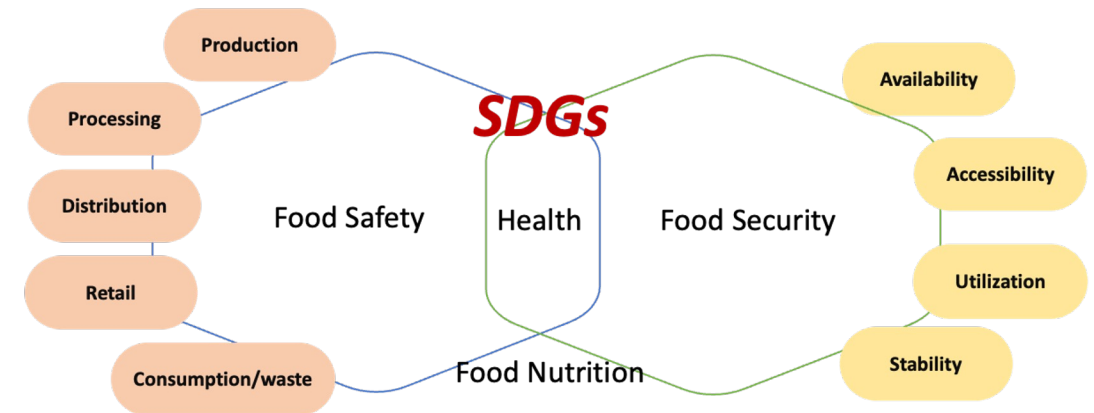 Production
Processing
Distribution
Retail
Consumption/waste
SDGs
Food Safety
Health
Food Security
Food Nutrition
Availability
Accessibility
Utilization
Stability